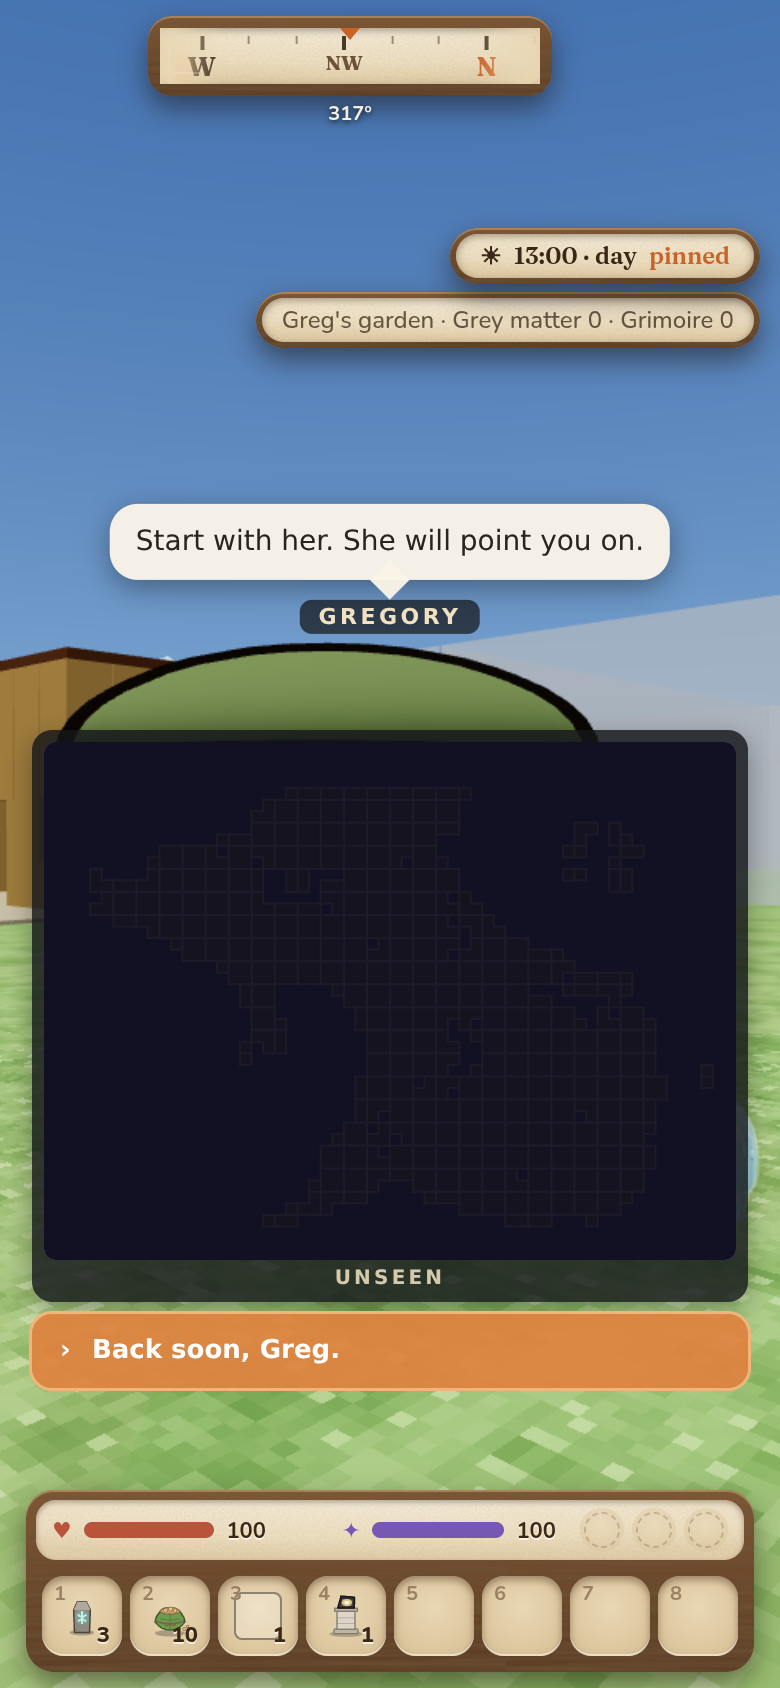 W NW N
317°
13:00 · day pinned
Greg's garden · Grey matter 0 · Grimoire 0
Start with her. She will point you on.
GREGORY
UNSEEN
› Back soon, Greg.
100 100
1 2 3 4 5 6 7 8
3 10 1 1